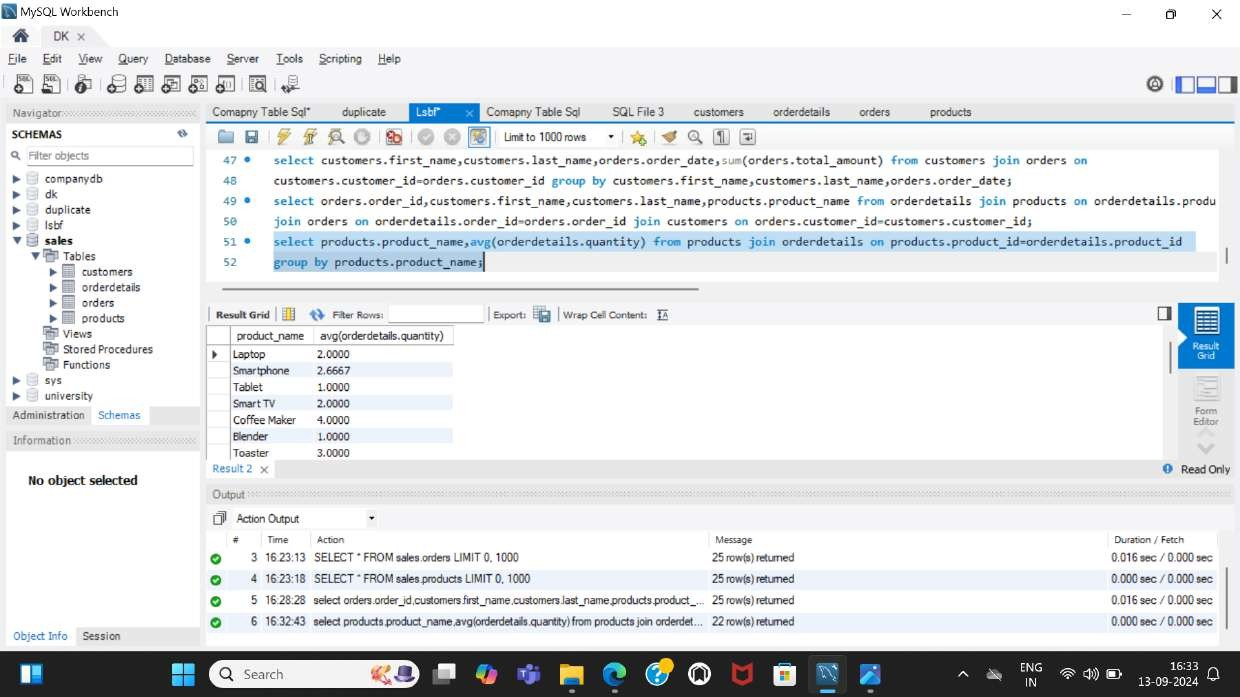 MySQL Workbench
DK
File Edit View Query Database Server Tools Scripting Help
Navigator
SCHEMAS
Filter objects
companydb
dk
duplicate
lsbf
sales
Tables
customers
orderdetails
orders
products
Views
Stored Procedures
Functions
sys
university
Administration Schemas
Information
No object selected
Object Info Session
Comapny Table Sql* duplicate Lsbf* Comapny Table Sql SQL File 3 customers orderdetails orders products
Limit to 1000 rows
47 select customers.first_name,customers.last_name,orders.order_date,sum(orders.total_amount) from customers join orders on
48 customers.customer_id=orders.customer_id group by customers.first_name,customers.last_name,orders.order_date;
49 select orders.order_id,customers.first_name,customers.last_name,products.product_name from orderdetails join products on orderdetails.produ
50 join orders on orderdetails.order_id=orders.order_id join customers on orders.customer_id=customers.customer_id;
51 select products.product_name,avg(orderdetails.quantity) from products join orderdetails on products.product_id=orderdetails.product_id
52 group by products.product_name;
Result Grid Filter Rows: Export: Wrap Cell Content:
product_name avg(orderdetails.quantity)
Laptop 2.0000
Smartphone 2.6667
Tablet 1.0000
Smart TV 2.0000
Coffee Maker 4.0000
Blender 1.0000
Toaster 3.0000
Result
Grid
Form
Editor
Result 2
Read Only
Output
Action Output
# Time Action Message Duration / Fetch
3 16:23:13 SELECT * FROM sales.orders LIMIT 0, 1000 25 row(s) returned 0.016 sec / 0.000 sec
4 16:23:18 SELECT * FROM sales.products LIMIT 0, 1000 25 row(s) returned 0.000 sec / 0.000 sec
5 16:28:28 select orders.order_id,customers.first_name,customers.last_name,products.product_... 25 row(s) returned 0.016 sec / 0.000 sec
6 16:32:43 select products.product_name,avg(orderdetails.quantity) from products join orderdet... 22 row(s) returned 0.000 sec / 0.000 sec
Search
ENG
IN
16:33
13-09-2024